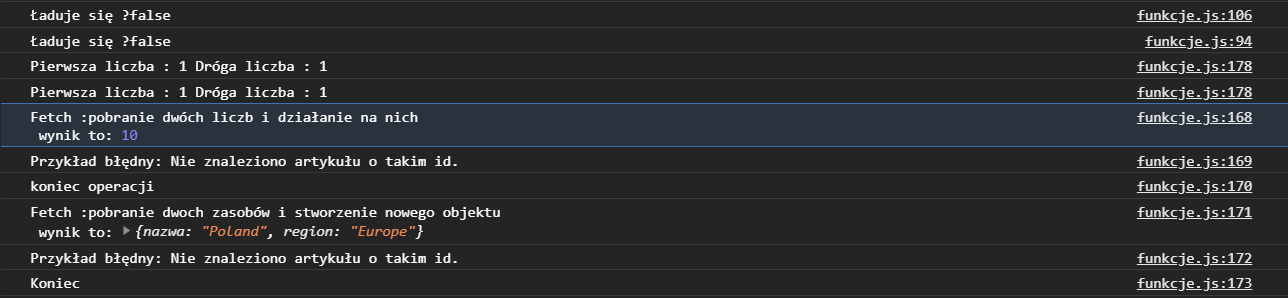 Ładuje się ?false funkcje.js:106
Ładuje się ?false funkcje.js:94
Pierwsza liczba : 1 Dróga liczba : 1 funkcje.js:178
Pierwsza liczba : 1 Dróga liczba : 1 funkcje.js:178
Fetch :pobranie dwóch liczb i działanie na nich funkcje.js:168
wynik to: 10
Przykład błędny: Nie znaleziono artykułu o takim id. funkcje.js:169
koniec operacji funkcje.js:170
Fetch :pobranie dwoch zasobów i stworzenie nowego objektu funkcje.js:171
wynik to: ▶{nazwa: "Poland", region: "Europe"}
Przykład błędny: Nie znaleziono artykułu o takim id. funkcje.js:172
Koniec funkcje.js:173